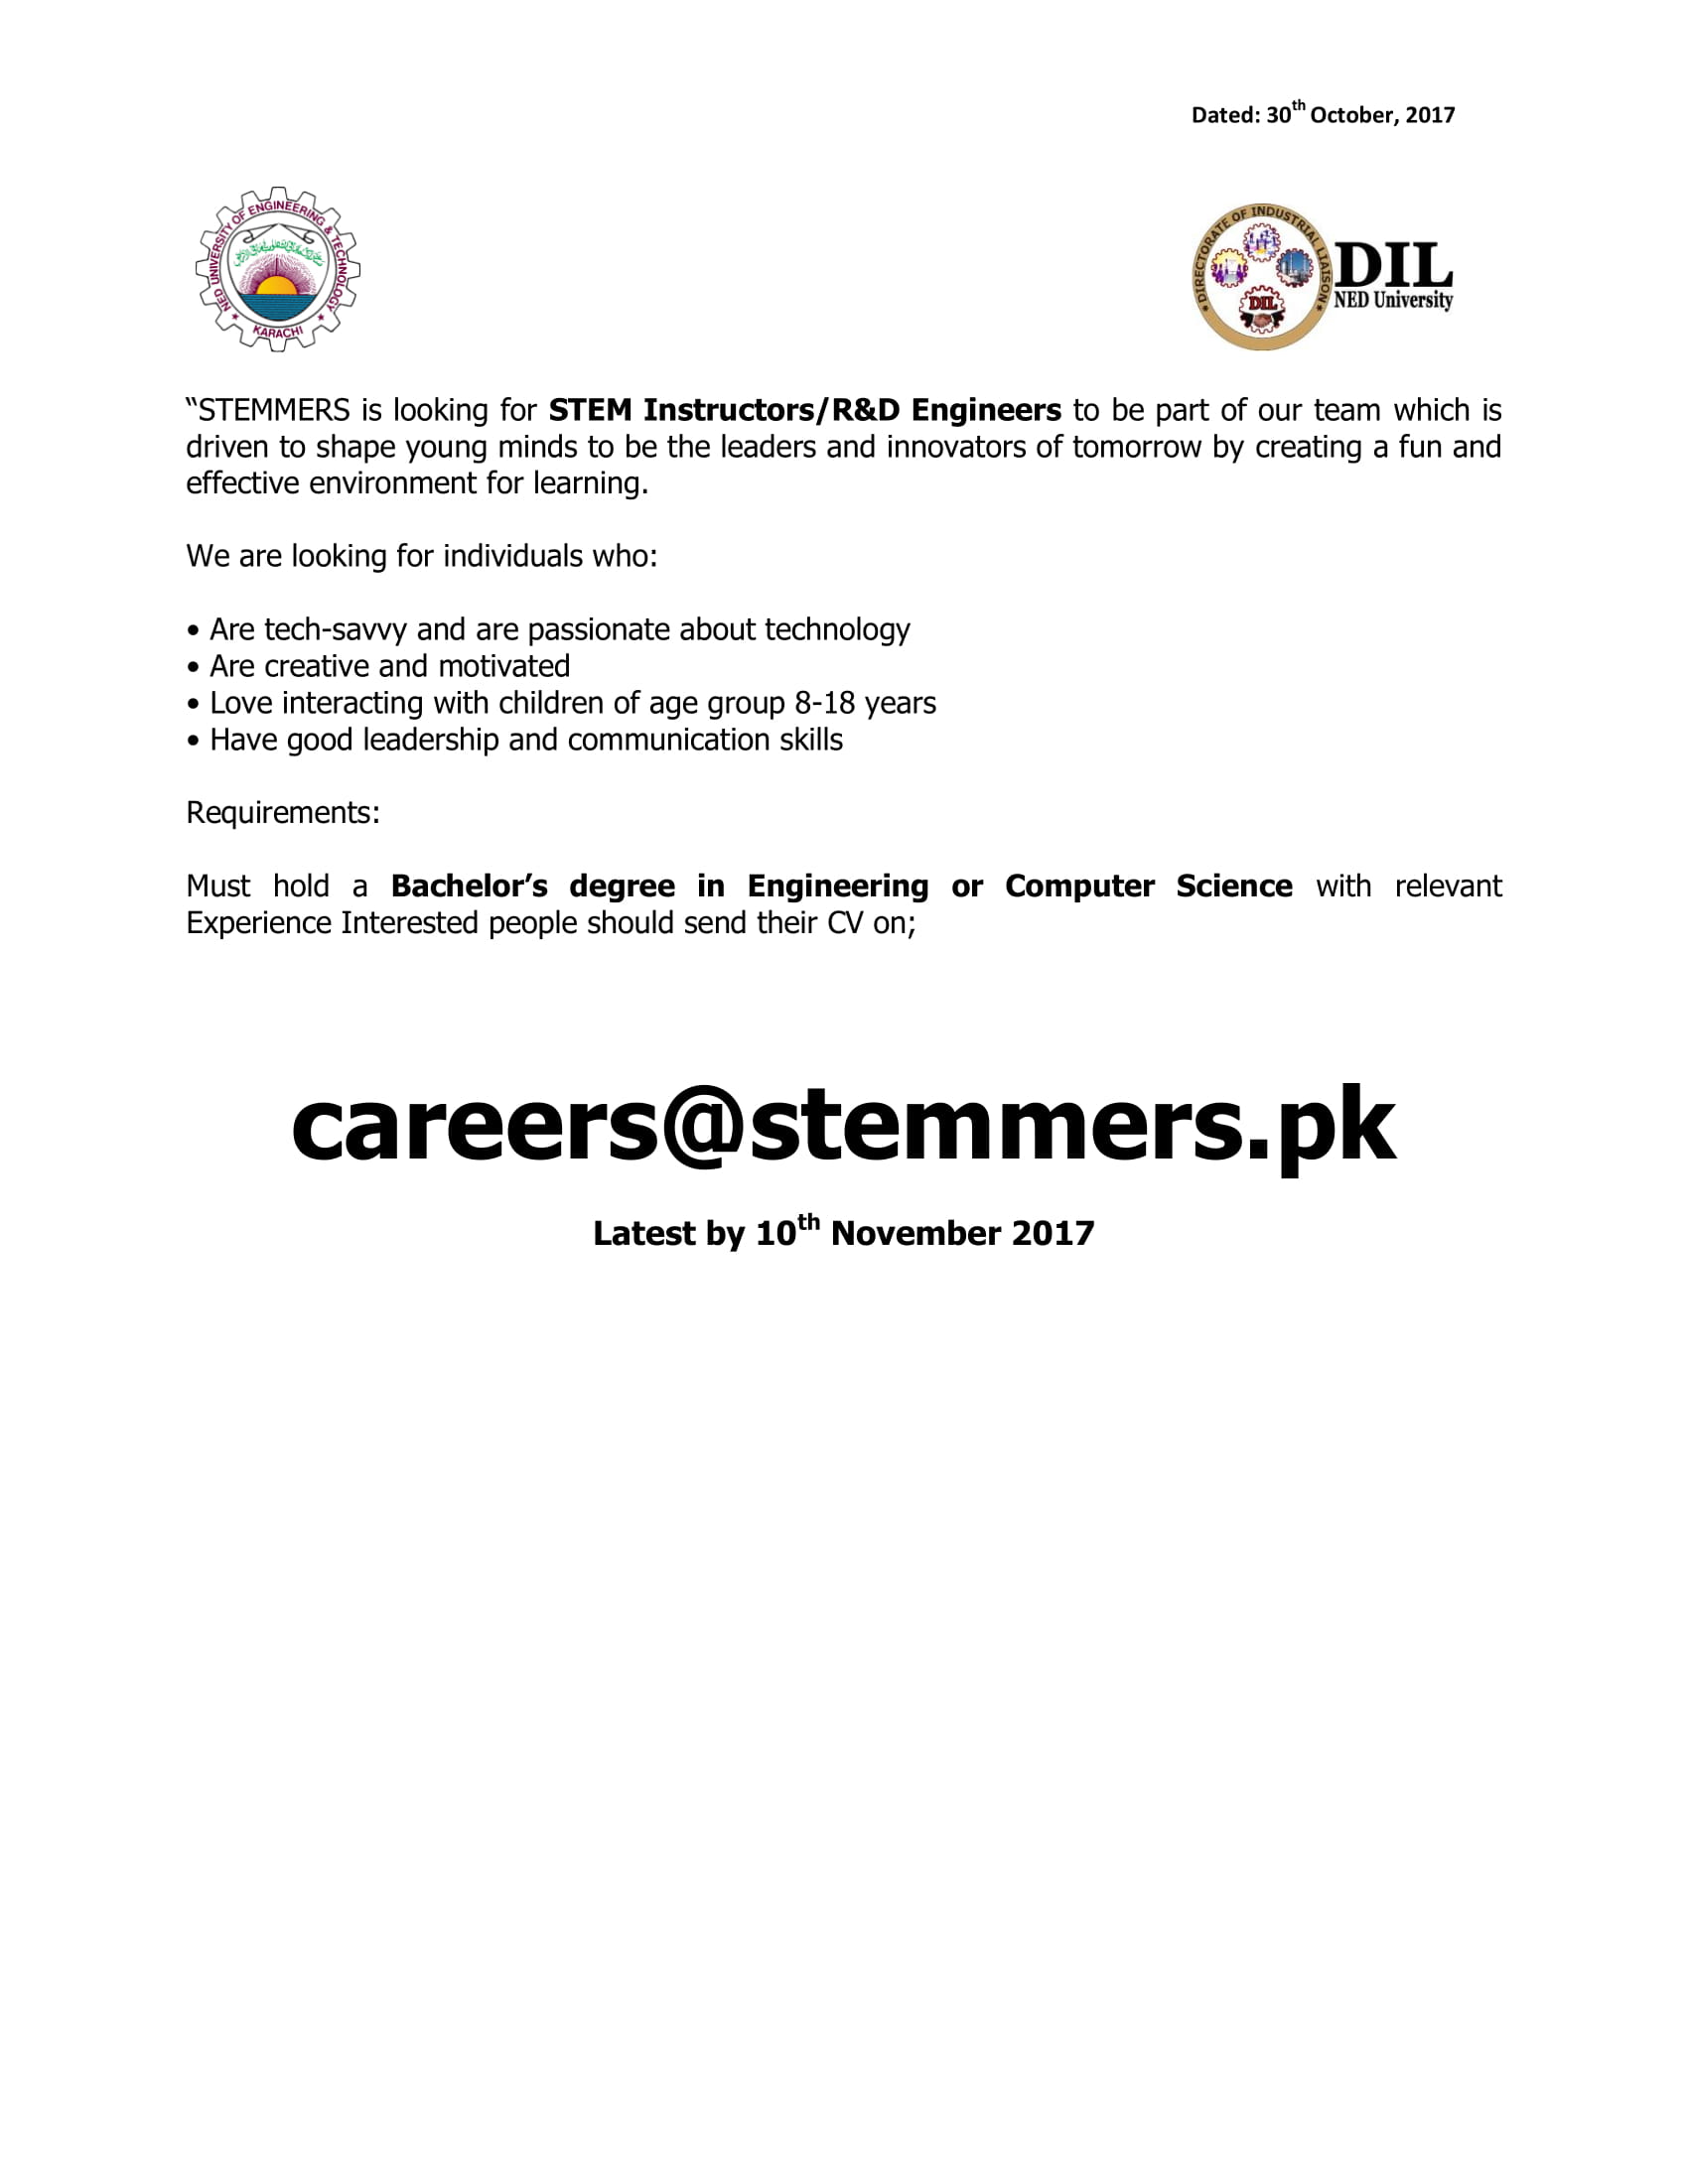 Dated: 30th October, 2017
NED UNIVERSITY OF ENGINEERING & TECHNOLOGY
KARACHI
DIRECTORATE OF INDUSTRIAL LIAISON
DIL
DIL
NED University
“STEMMERS is looking for STEM Instructors/R&D Engineers to be part of our team which is
driven to shape young minds to be the leaders and innovators of tomorrow by creating a fun and
effective environment for learning.
We are looking for individuals who:
• Are tech-savvy and are passionate about technology
• Are creative and motivated
• Love interacting with children of age group 8-18 years
• Have good leadership and communication skills
Requirements:
Must hold a Bachelor’s degree in Engineering or Computer Science with relevant
Experience Interested people should send their CV on;
careers@stemmers.pk
Latest by 10th November 2017